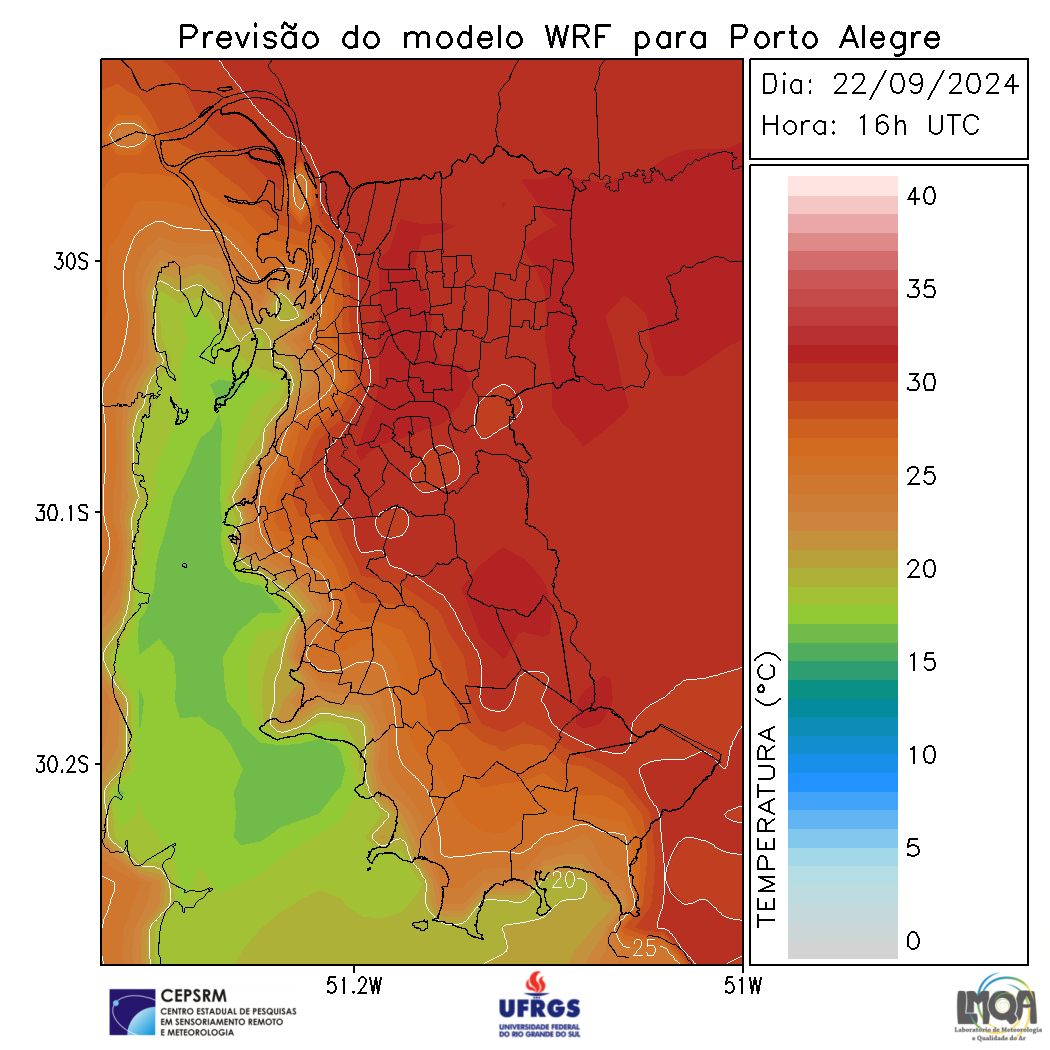 Previsão do modelo WRF para Porto Alegre
Dia: 22/09/2024
Hora: 16h UTC
30S
30.1S
30.2S
51.2W
51W
20
25
TEMPERATURA (°C)
40
35
30
25
20
15
10
5
0
CEPSRM
CENTRO ESTADUAL DE PESQUISAS
EM SENSORIAMENTO REMOTO
E METEOROLOGIA
UFRGS
UNIVERSIDADE FEDERAL
DO RIO GRANDE DO SUL
LMQA
Laboratório de Meteorologia
e Qualidade do Ar